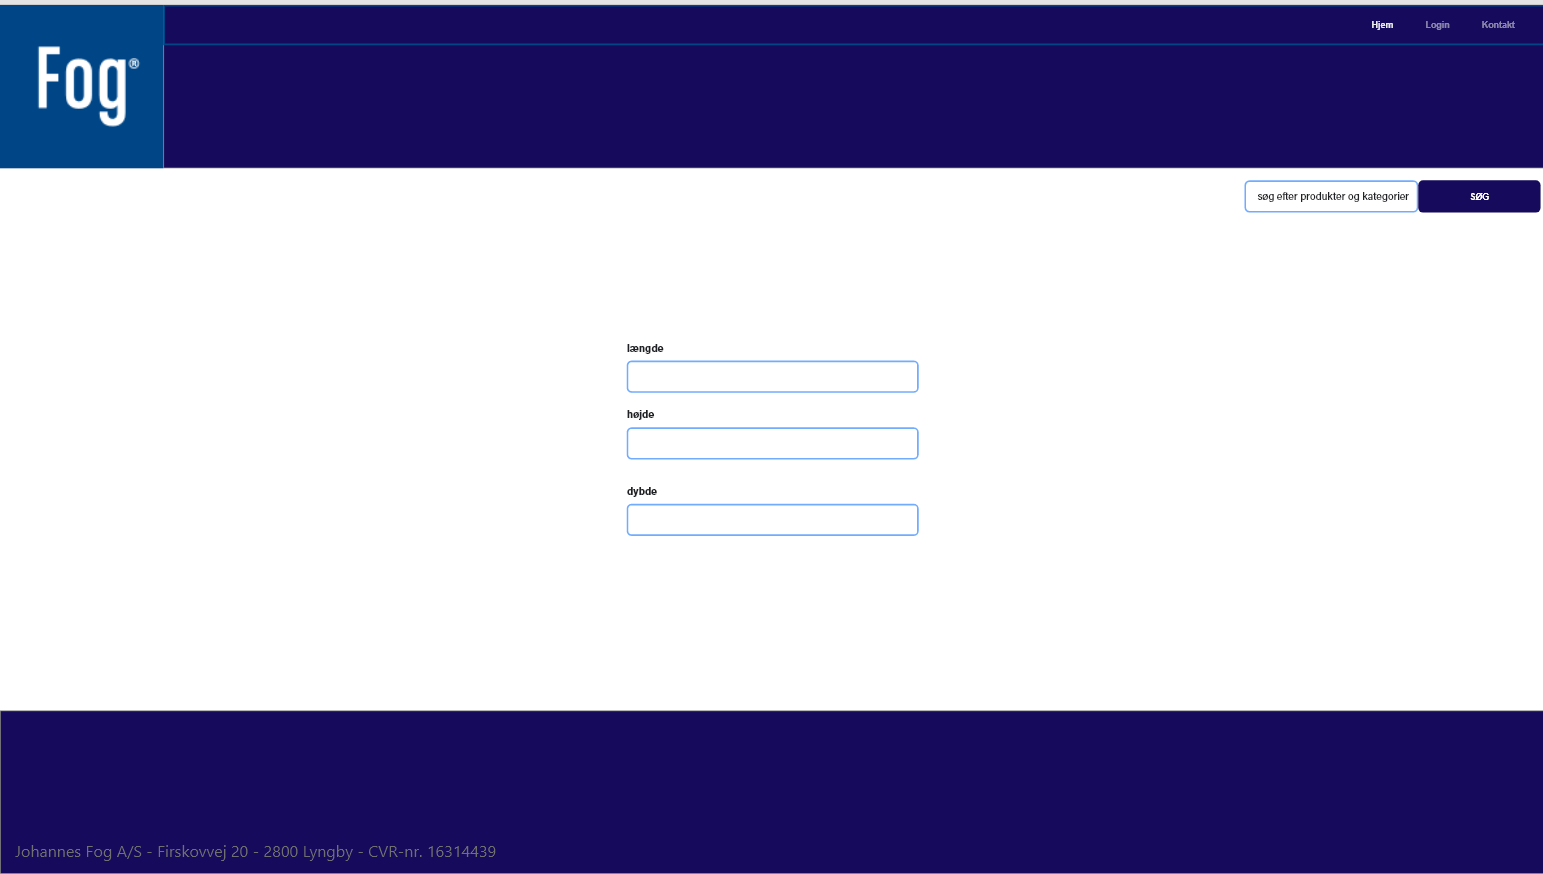 Hjem Login Kontakt
Fog®
søg efter produkter og kategorier SØG
længde
højde
dybde
Johannes Fog A/S - Firskovvej 20 - 2800 Lyngby - CVR-nr. 16314439